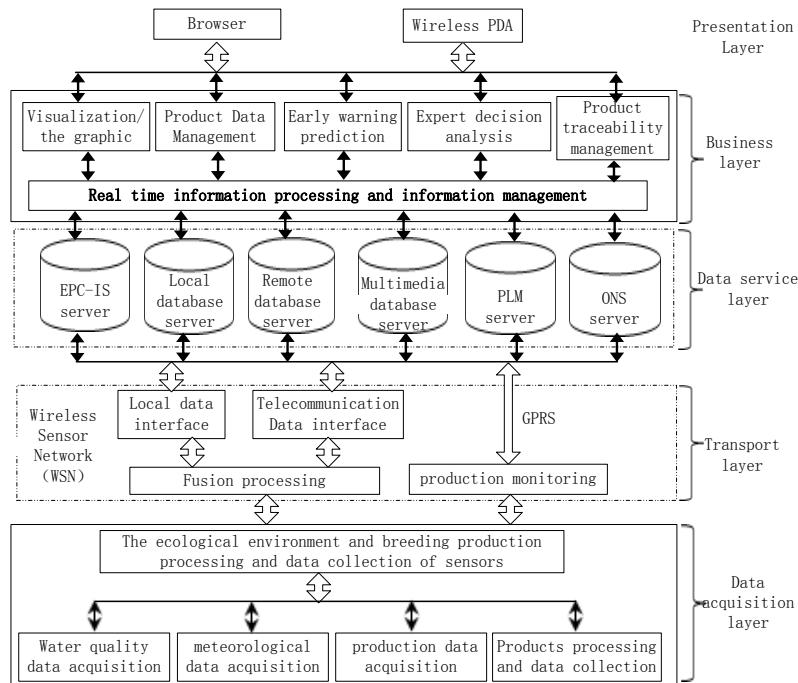 Browser
Wireless PDA
Presentation
Layer
Visualization/
the graphic
Product Data
Management
Early warning
prediction
Expert decision
analysis
Product
traceability
management
Business
layer
Real time information processing and information management
EPC-IS
server
Local
database
server
Remote
database
server
Multimedia
database
server
PLM
server
ONS
server
Data service
layer
Wireless
Sensor
Network
(WSN)
Local data
interface
Telecommunication
Data interface
GPRS
Fusion processing
production monitoring
Transport
layer
The ecological environment and breeding production
processing and data collection of sensors
Data
acquisition
layer
Water quality
data acquisition
meteorological
data acquisition
production data
acquisition
Products processing
and data collection